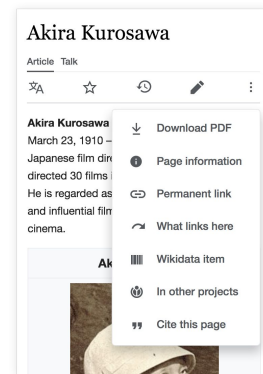 Akira Kurosawa
Article Talk
Akira Kurosawa
March 23, 1910 –
Japanese film dire
directed 30 films i
He is regarded as
and influential film
cinema.
Ak
Download PDF
Page information
Permanent link
What links here
Wikidata item
In other projects
Cite this page